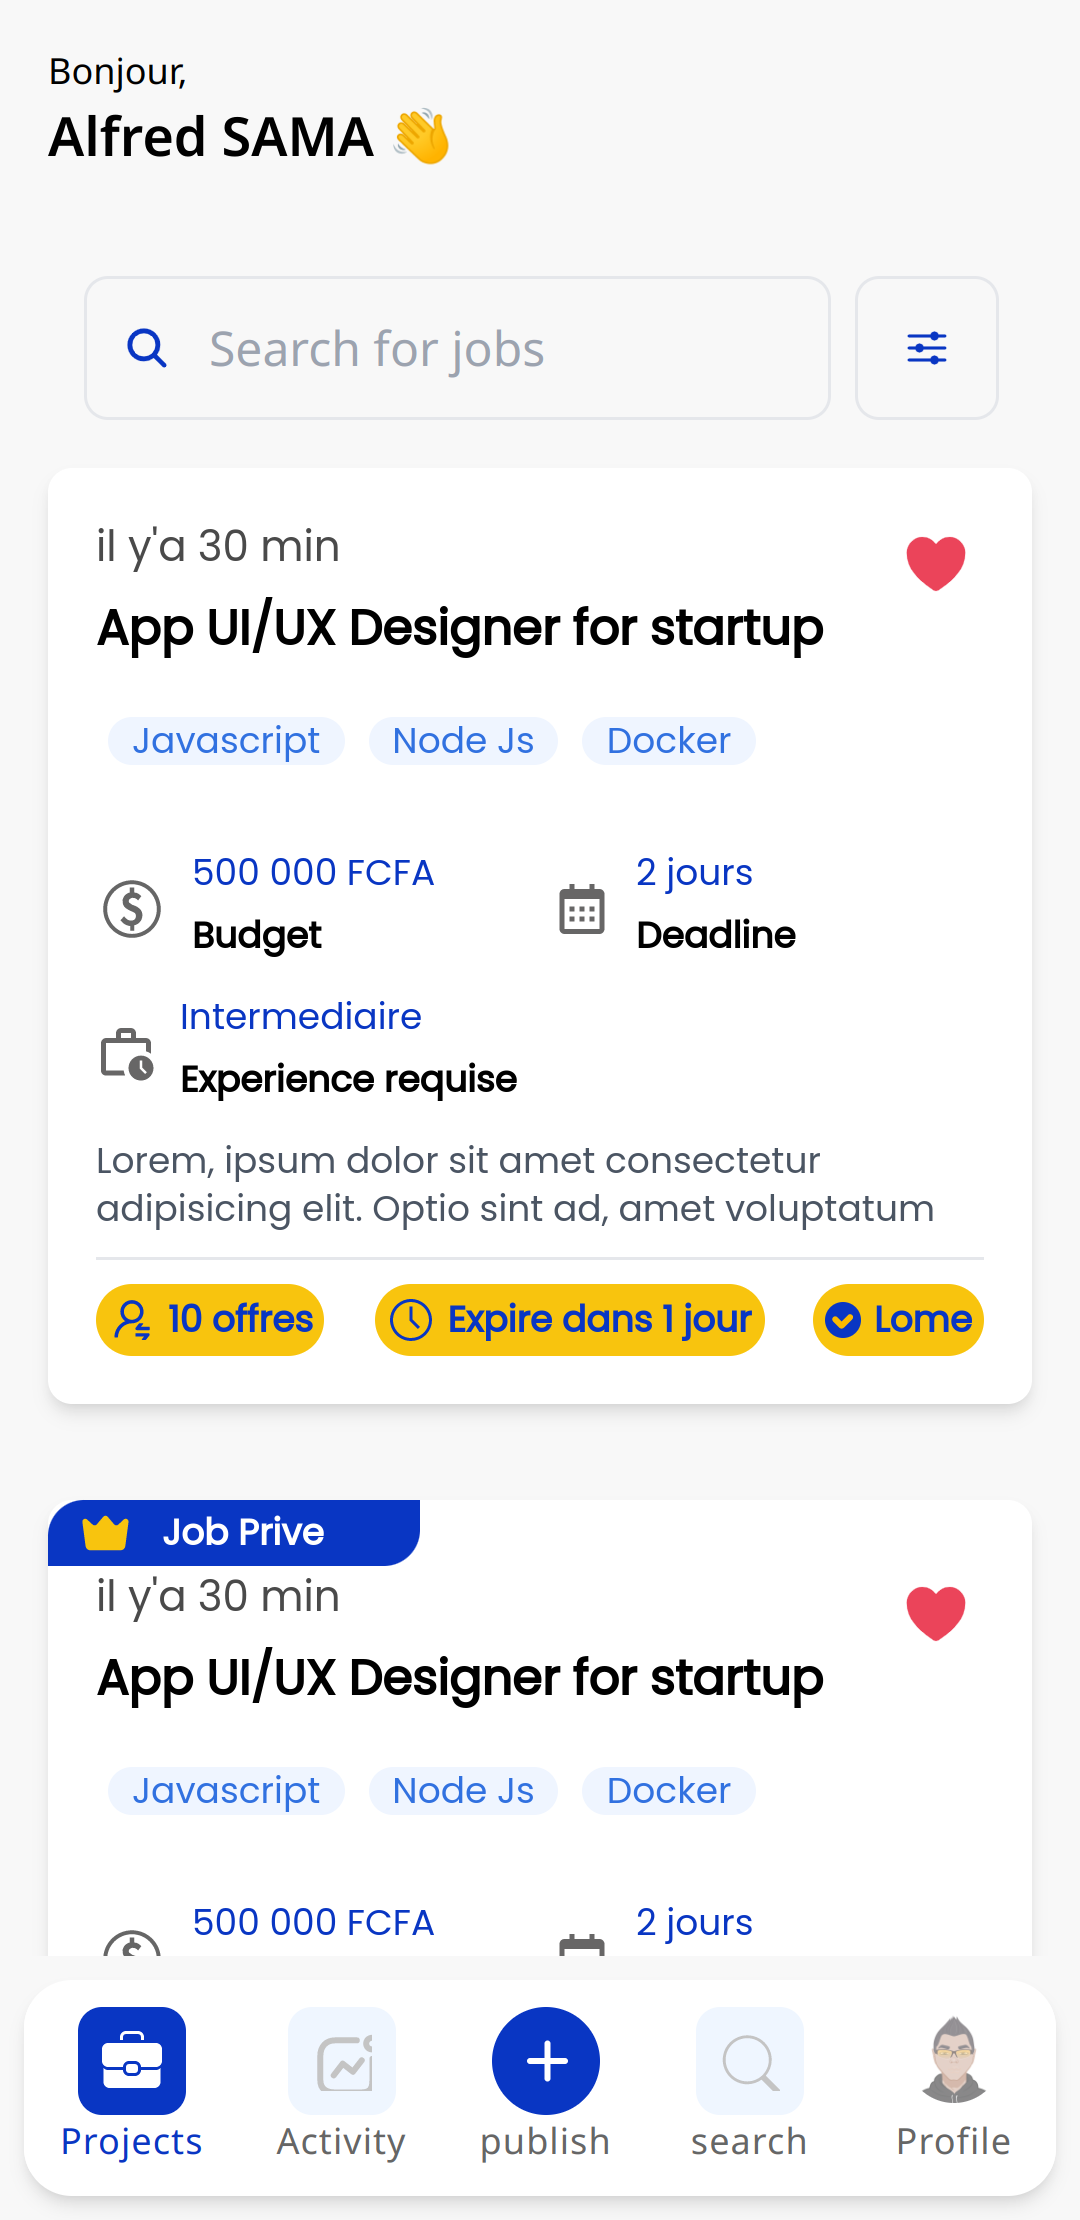 Bonjour,
Alfred SAMA 👋
Search for jobs
il y'a 30 min
App UI/UX Designer for startup
Javascript Node Js Docker
500 000 FCFA 2 jours
Budget Deadline
Intermediaire
Experience requise
Lorem, ipsum dolor sit amet consectetur
adipisicing elit. Optio sint ad, amet voluptatum
10 offres Expire dans 1 jour Lome
Job Prive
il y'a 30 min
App UI/UX Designer for startup
Javascript Node Js Docker
500 000 FCFA 2 jours
Projects Activity publish search Profile